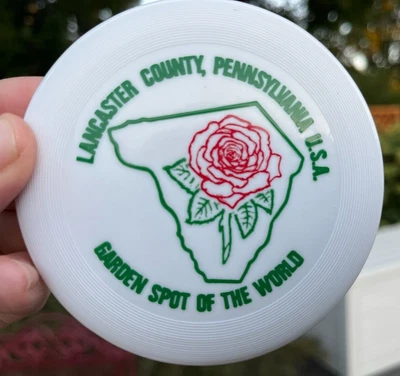 LANCASTER COUNTY, PENNSYLVANIA U.S.A.
GARDEN SPOT OF THE WORLD